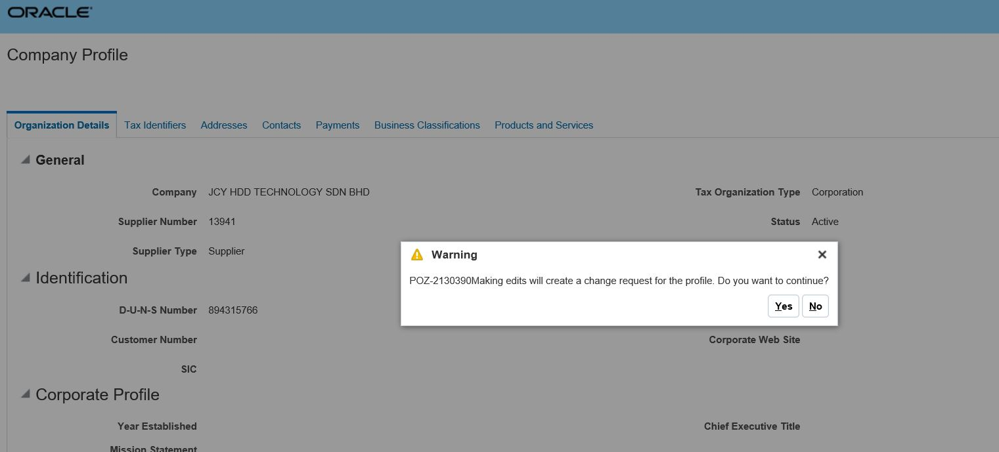 ORACLE
Company Profile
Organization Details Tax Identifiers Addresses Contacts Payments Business Classifications Products and Services
General
Company JCY HDD TECHNOLOGY SDN BHD Tax Organization Type Corporation
Supplier Number 13941 Status Active
Supplier Type Supplier
Warning
POZ-2130390Making edits will create a change request for the profile. Do you want to continue?
Yes No
Identification
D-U-N-S Number 894315766
Customer Number Corporate Web Site
SIC
Corporate Profile
Year Established Chief Executive Title
Mission Statement